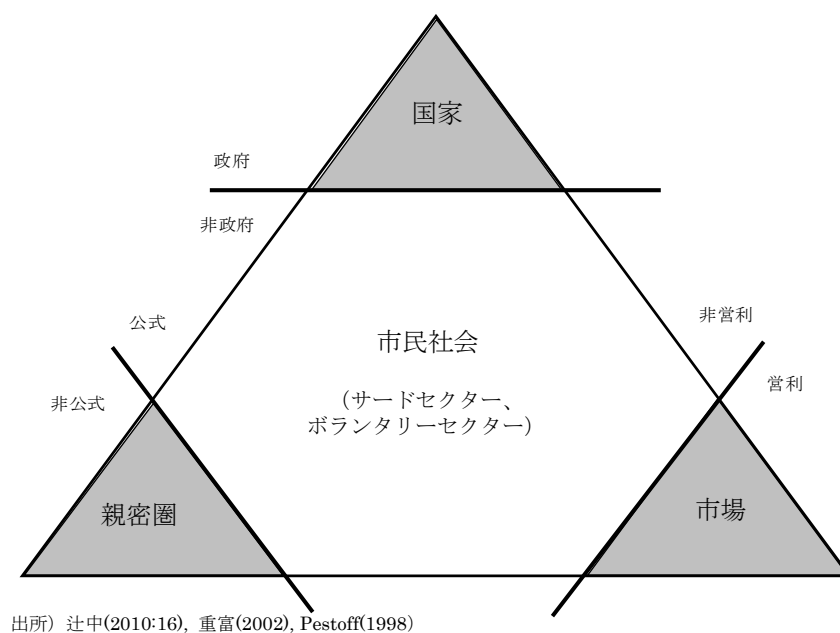 国家
政府
非政府
公式
非公式
非営利
営利
市民社会
（サードセクター、
ボランタリーセクター）
親密圏
市場
出所）辻中(2010:16), 重富(2002), Pestoff(1998）